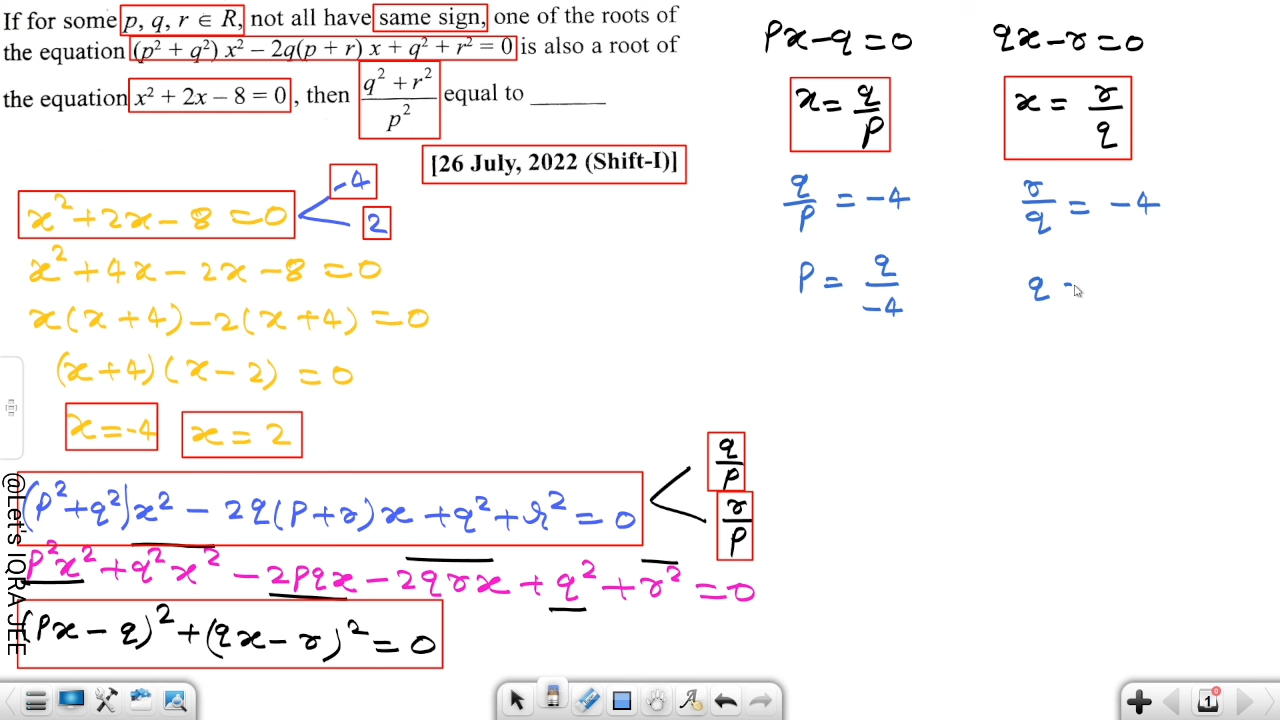 If for some p, q, r ∈ R, not all have same sign, one of the roots of
the equation (p² + q²) x² – 2q(p + r) x + q² + r² = 0 is also a root of
the equation x² + 2x – 8 = 0, then (q² + r²)/p² equal to ______
[26 July, 2022 (Shift-I)]
x² + 2x – 8 = 0
-4
2
x² + 4x – 2x – 8 = 0
x(x + 4) – 2(x + 4) = 0
(x + 4)(x – 2) = 0
x = -4
x = 2
(p² + q²)x² – 2q(p + r)x + q² + r² = 0
q/p
r/p
p²x² + q²x² – 2pqx – 2qrx + q² + r² = 0
(px – q)² + (qx – r)² = 0
px – q = 0
x = q/p
q/p = -4
p = q/-4
qx – r = 0
x = r/q
r/q = -4
q -
@Let's IQRA JEE
1
0